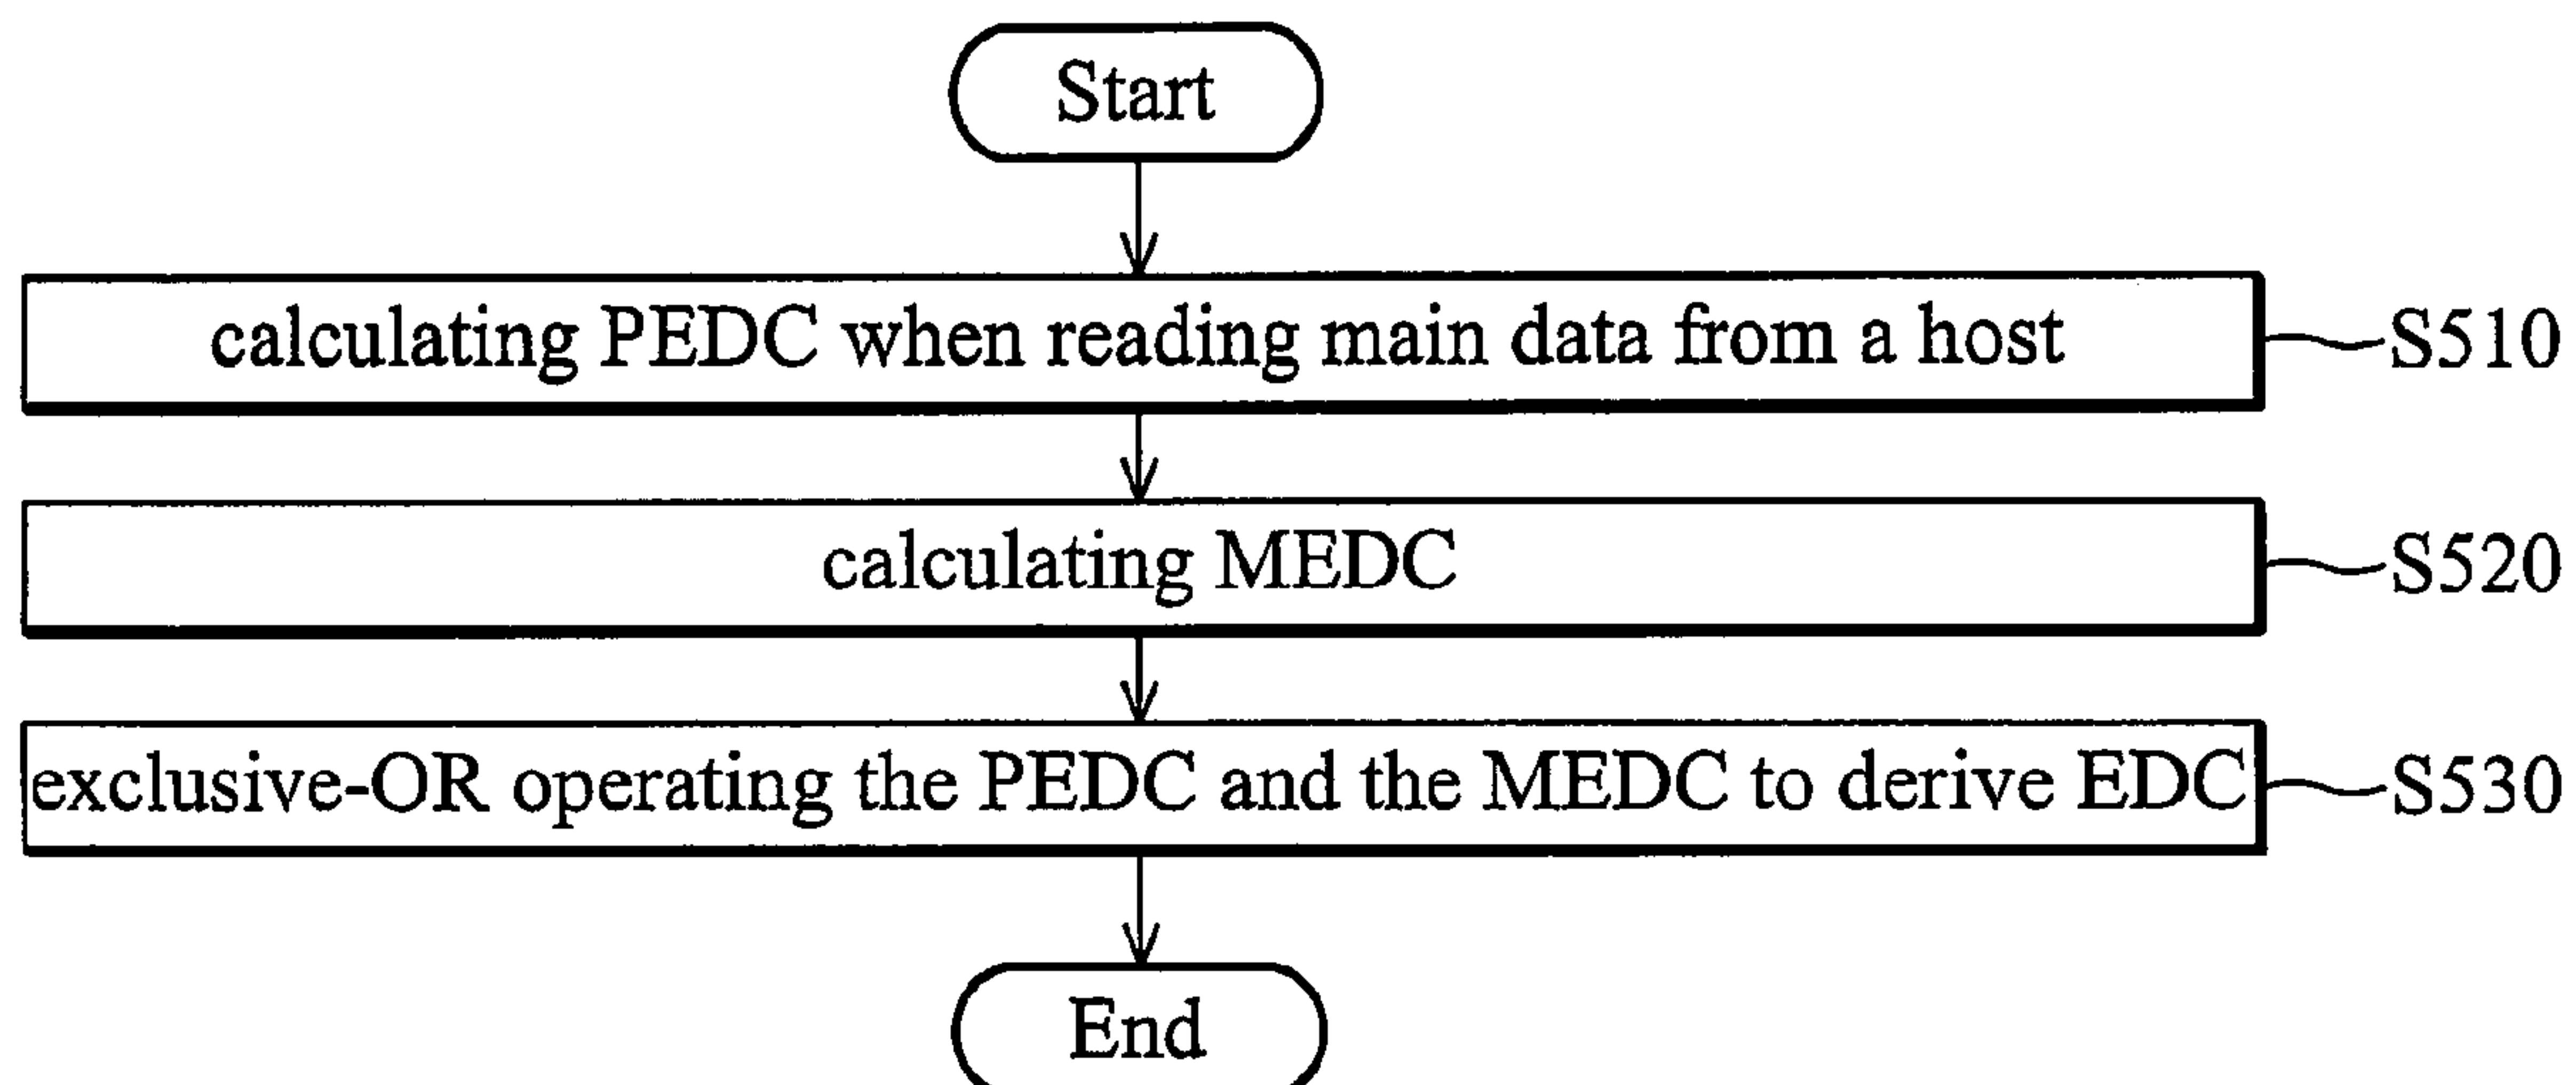 Start
calculating PEDC when reading main data from a host
S510
calculating MEDC
S520
exclusive-OR operating the PEDC and the MEDC to derive EDC
S530
End